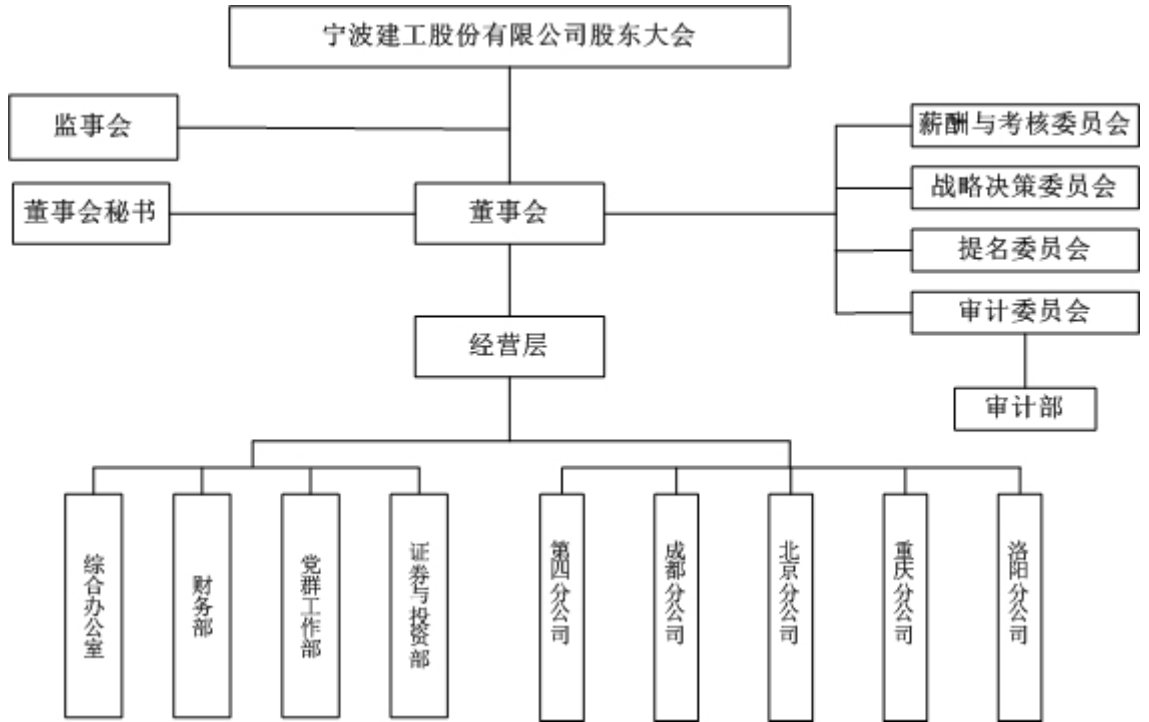 宁波建工股份有限公司股东大会
监事会
薪酬与考核委员会
战略决策委员会
董事会秘书
董事会
提名委员会
审计委员会
经营层
审计部
综合办公室
财务部
党群工作部
证券与投资部
第四分公司
成都分公司
北京分公司
重庆分公司
洛阳分公司